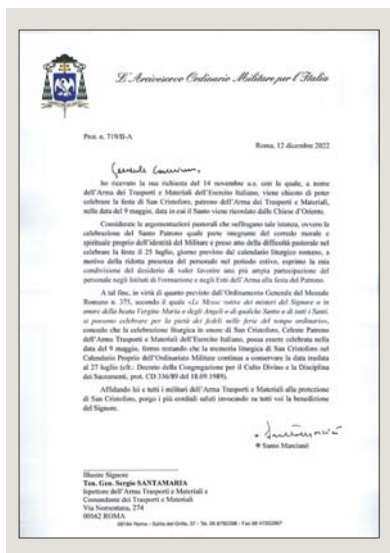 L'Arcivescovo Ordinario Militare per l'Italia
Prot. n. 719/II-A
Roma, 12 dicembre 2022
ho ricevuto la sua richiesta del 14 novembre u.s. con la quale, a nome
dell'Arma dei Trasporti e Materiali dell'Esercito Italiano, viene chiesto di poter
celebrare la festa di San Cristoforo, patrono dell'Arma dei Trasporti e Materiali,
nella data del 9 maggio, data in cui il Santo viene ricordato dalle Chiese d'Oriente.
Considerate le argomentazioni pastorali che suffragano tale istanza, ovvero la
celebrazione del Santo Patrono quale parte integrante del corredo morale e
spirituale proprio dell'identità del Militare e preso atto della difficoltà pastorale nel
celebrare la festa il 25 luglio, giorno previsto dal calendario liturgico romano, a
motivo della ridotta presenza del personale nel periodo estivo, esprimo la mia
condivisione del desiderio di voler favorire una più ampia partecipazione del
personale negli Istituti di Formazione e negli Enti dell'Arma alla festa del Patrono.
A tal fine, in virtù di quanto previsto dall'Ordinamento Generale del Messale
Romano n. 375, secondo il quale «Le Messe votive dei misteri del Signore o in
onore della beata Vergine Maria o degli Angeli o di qualche Santo o di tutti i Santi,
si possono celebrare per la pietà dei fedeli nelle ferie del tempo ordinario»,
concedo che la celebrazione liturgica in onore di San Cristoforo, Celeste Patrono
dell'Arma Trasporti e Materiali dell'Esercito Italiano, possa essere celebrata nella
data del 9 maggio, fermo restando che la memoria liturgica di San Cristoforo nel
Calendario Proprio dell'Ordinariato Militare continua a conservare la data traslata
al 27 luglio (cfr.: Decreto della Congregazione per il Culto Divino e la Disciplina
dei Sacramenti, prot. CD 336/89 del 18.09.1989).
Affidando lei e tutti i militari dell'Arma Trasporti e Materiali alla protezione
di San Cristoforo, porgo i più cordiali saluti invocando su tutti voi la benedizione
del Signore.
Santo Marcianò
Illustre Signore
Ten. Gen. Sergio SANTAMARIA
Ispettore dell'Arma Trasporti e Materiali e
Comandante dei Trasporti e Materiali
Via Nomentana, 274
00162 ROMA
00184 Roma - Salita del Grillo, 37 - Tel. 06